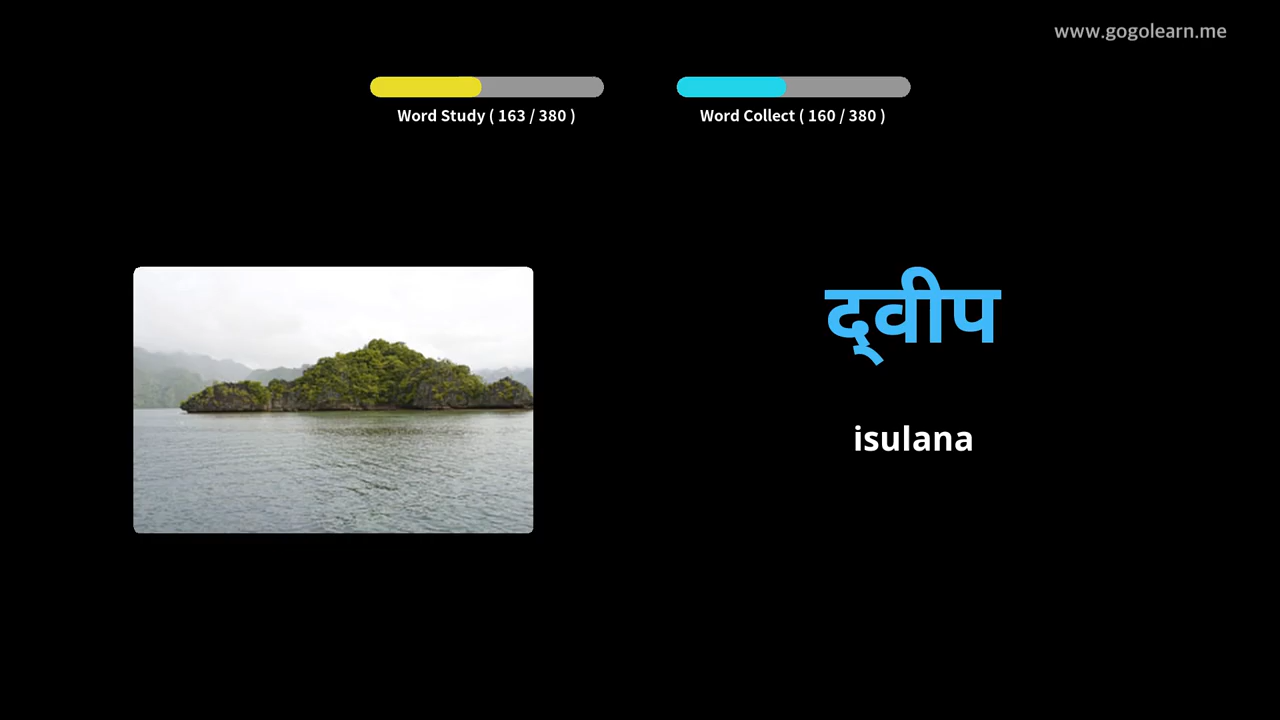 www.gogolearn.me
Word Study ( 163 / 380 )
Word Collect ( 160 / 380 )
द्वीप
isulana